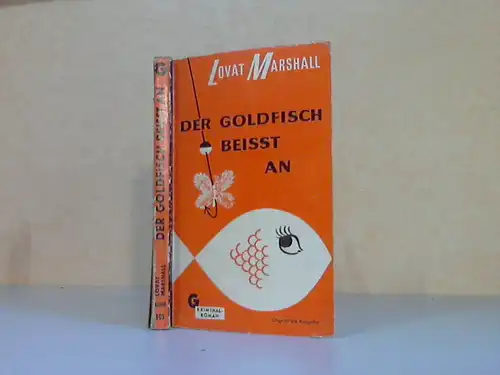 LOVAT MARSHALL
DER GOLDFISCH
BEISST
AN
G KRIMINAL-
ROMAN
G
DER GOLDFISCH BEISST AN
LOVAT
MARSHALL